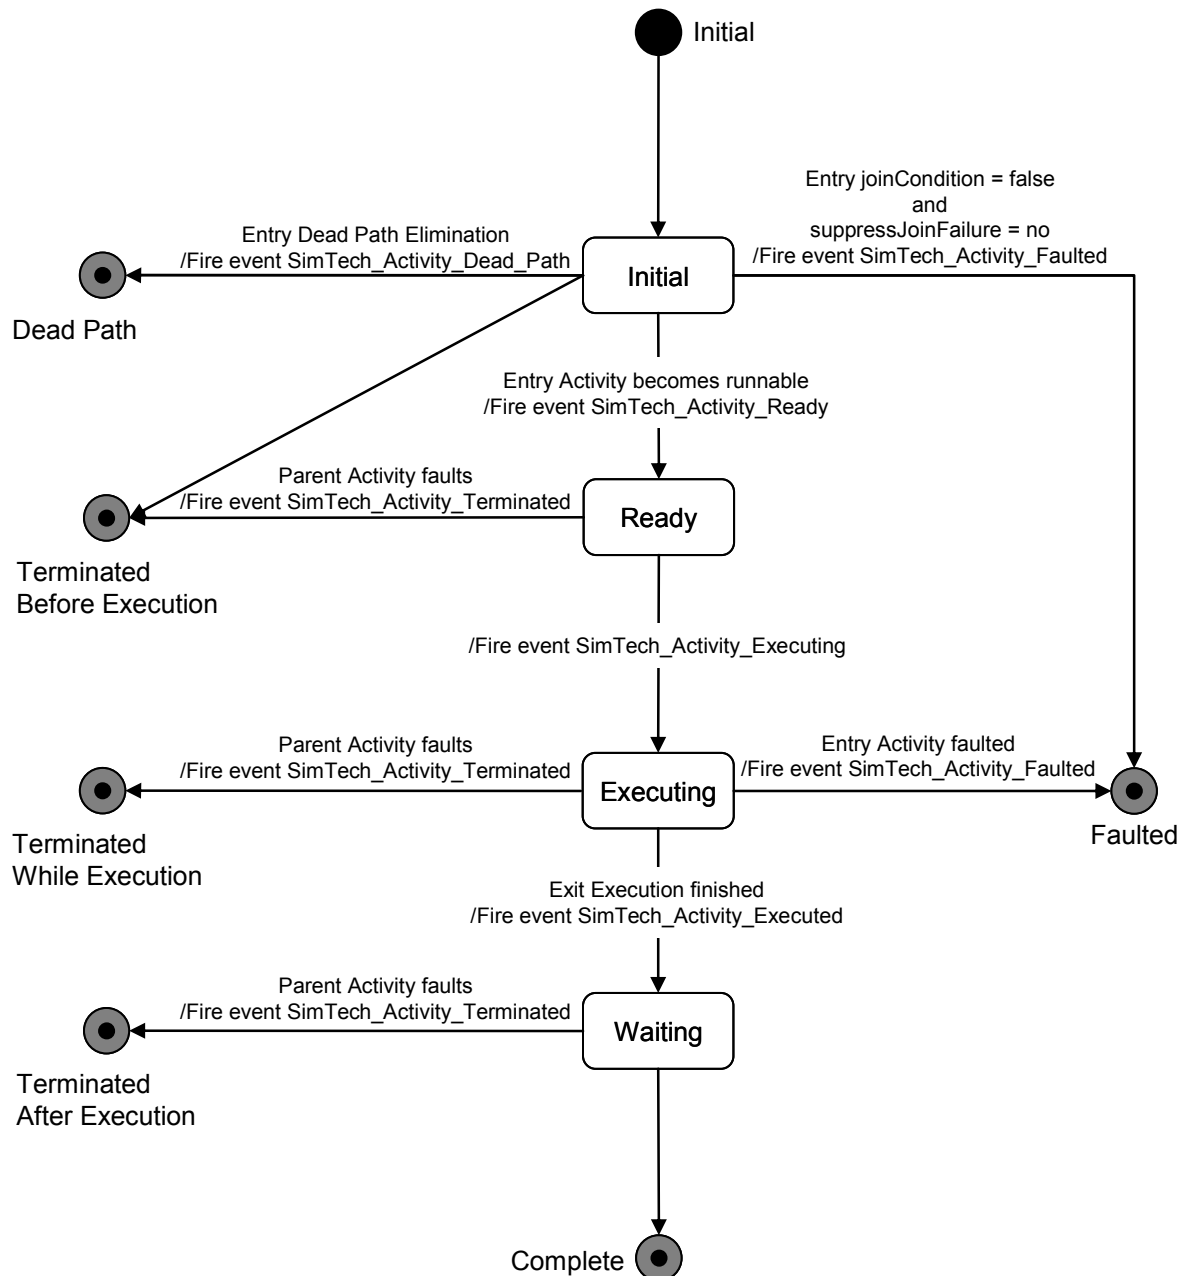 Initial
Entry joinCondition = false
and
suppressJoinFailure = no
/Fire event SimTech_Activity_Faulted
Entry Dead Path Elimination
/Fire event SimTech_Activity_Dead_Path
Initial
Dead Path
Entry Activity becomes runnable
/Fire event SimTech_Activity_Ready
Parent Activity faults
/Fire event SimTech_Activity_Terminated
Ready
Terminated
Before Execution
/Fire event SimTech_Activity_Executing
Parent Activity faults
/Fire event SimTech_Activity_Terminated
Executing
Entry Activity faulted
/Fire event SimTech_Activity_Faulted
Terminated
While Execution
Faulted
Exit Execution finished
/Fire event SimTech_Activity_Executed
Parent Activity faults
/Fire event SimTech_Activity_Terminated
Waiting
Terminated
After Execution
Complete